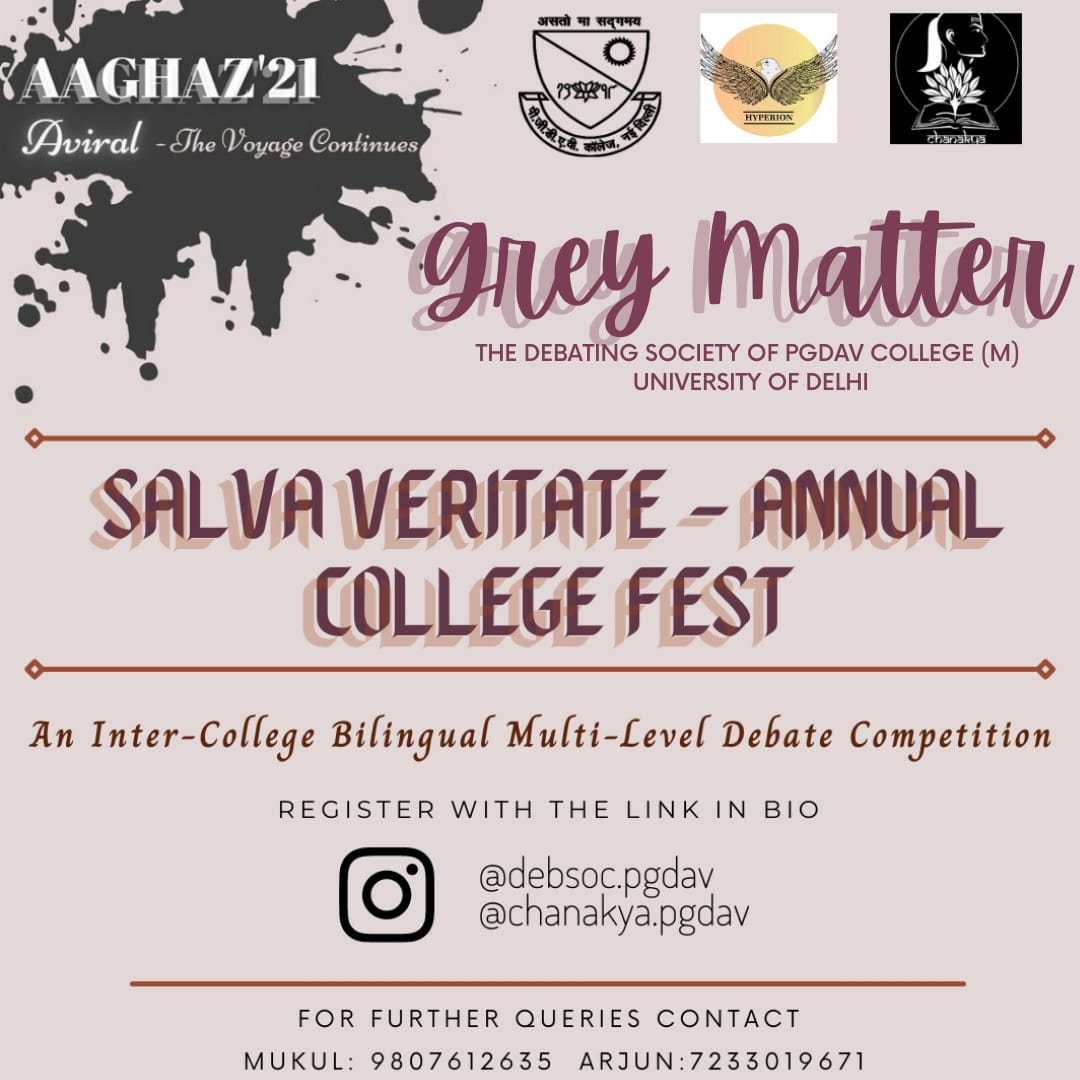 AAGHAZ'21
Aviral - The Voyage Continues
असतो मा सद्गमय
पी.जी.डी.ए.वी. कॉलेज, नई दिल्ली
HYPERION
chanakya
Grey Matter
THE DEBATING SOCIETY OF PGDAV COLLEGE (M)
UNIVERSITY OF DELHI
SALVA VERITATE - ANNUAL
COLLEGE FEST
An Inter-College Bilingual Multi-Level Debate Competition
REGISTER WITH THE LINK IN BIO
@debsoc.pgdav
@chanakya.pgdav
FOR FURTHER QUERIES CONTACT
MUKUL: 9807612635 ARJUN:7233019671